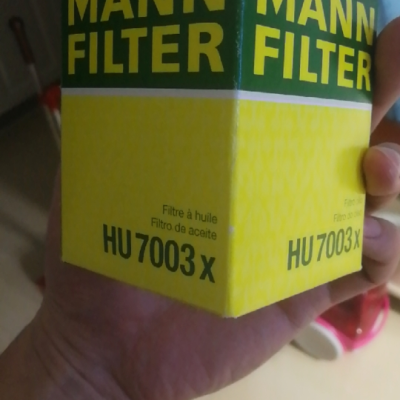 MANN
FILTER
Filtre à huile
Filtro de aceite
HU 7003 x
MANN
FILTER
HU 7003 x